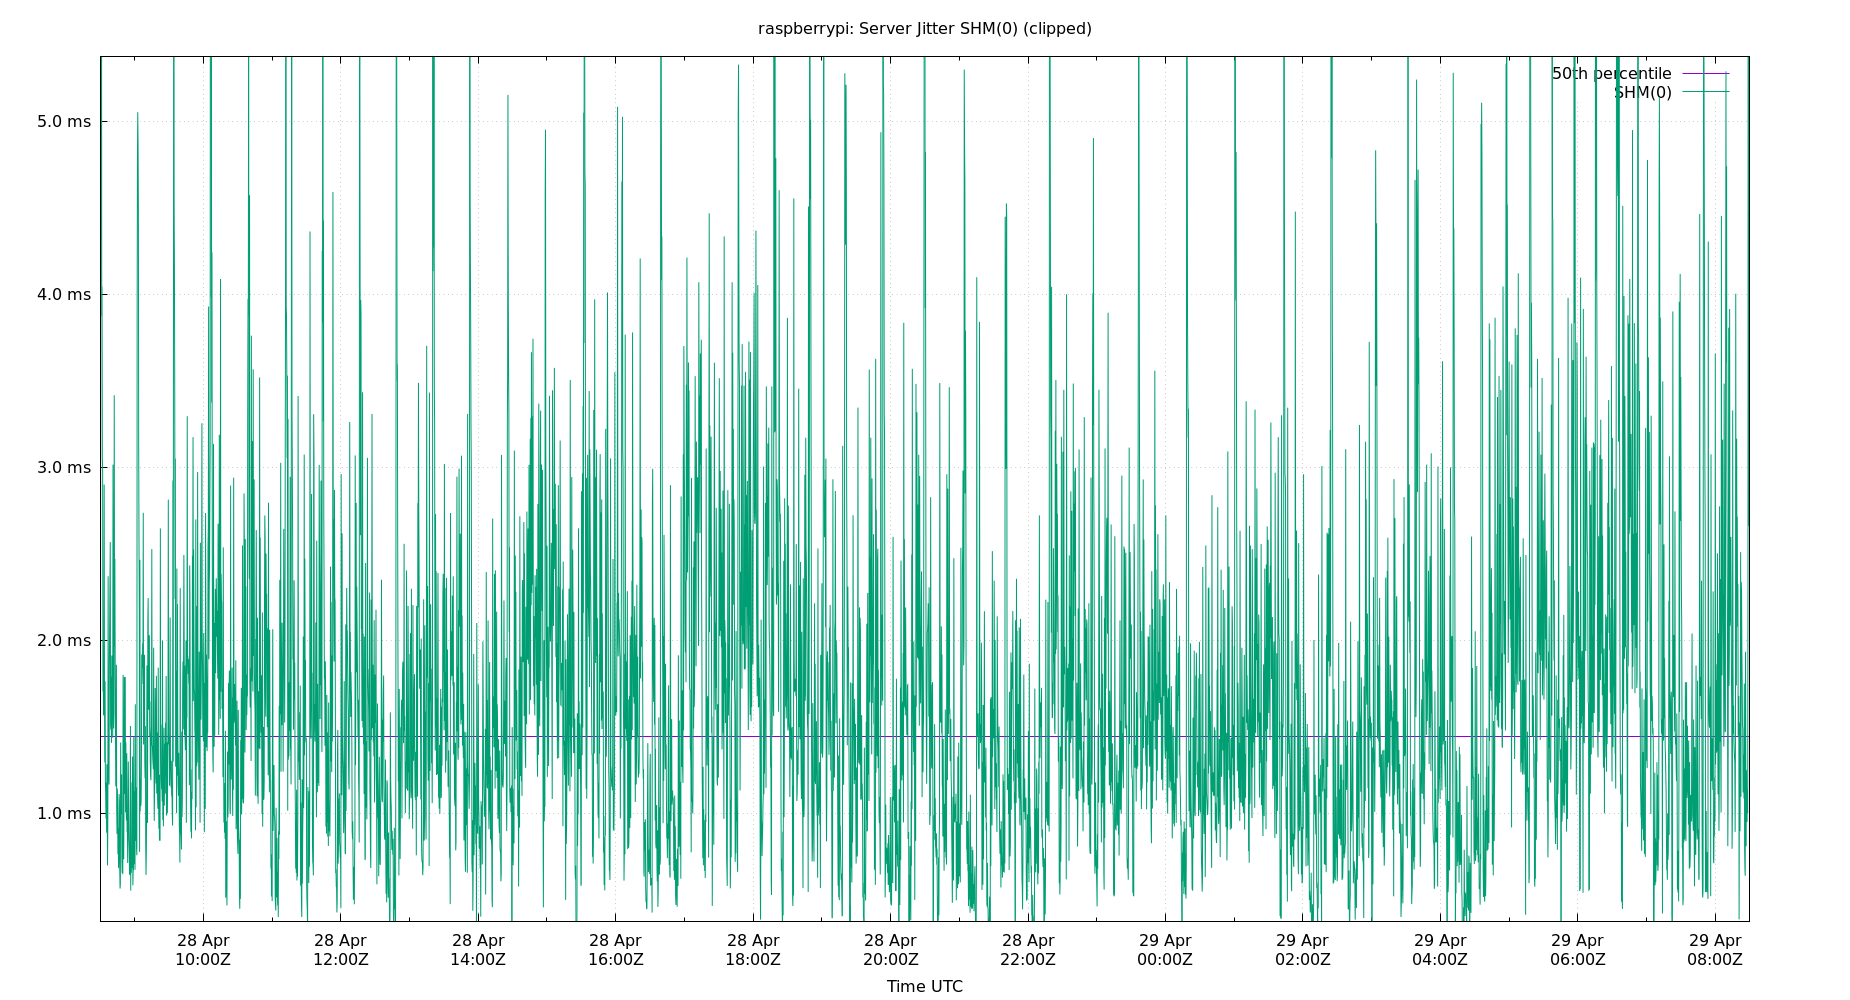 raspberrypi: Server Jitter SHM(0) (clipped)
50th percentile
SHM(0)
5.0 ms
4.0 ms
3.0 ms
2.0 ms
1.0 ms
28 Apr 28 Apr 28 Apr 28 Apr 28 Apr 28 Apr 28 Apr 29 Apr 29 Apr 29 Apr 29 Apr 29 Apr
10:00Z 12:00Z 14:00Z 16:00Z 18:00Z 20:00Z 22:00Z 00:00Z 02:00Z 04:00Z 06:00Z 08:00Z
Time UTC